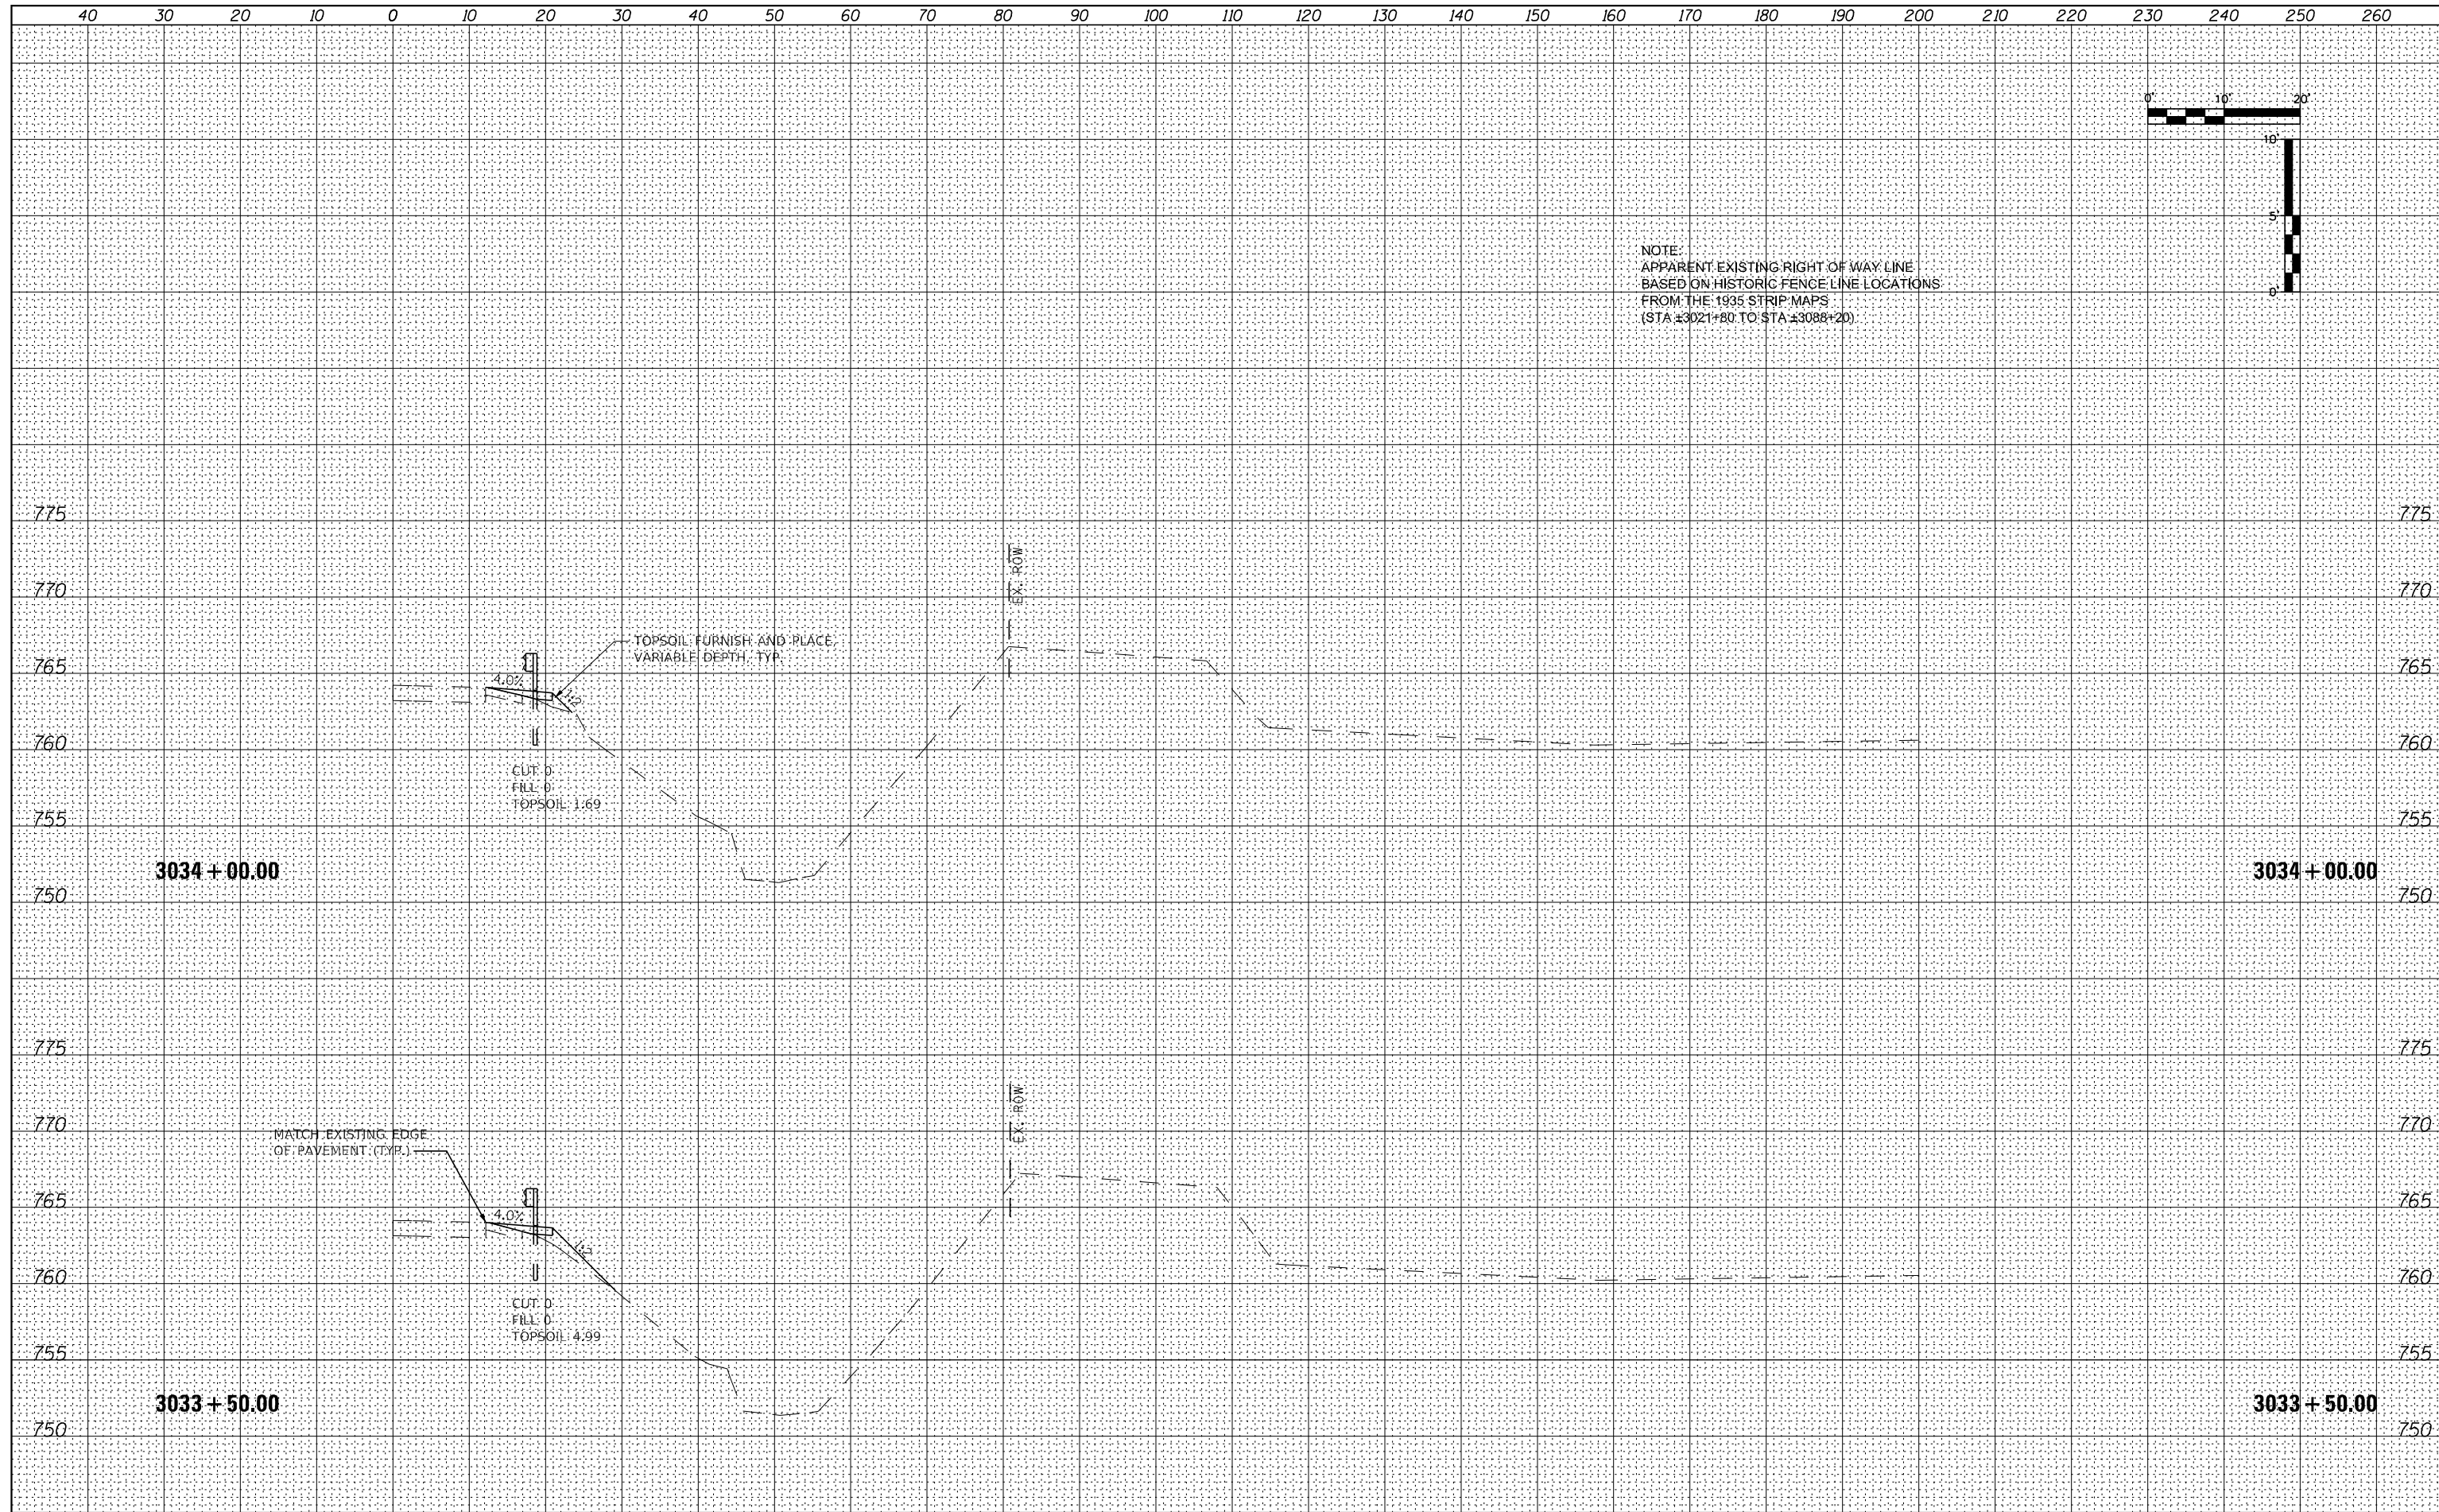 40 30 20 10 0 10 20 30 40 50 60 70 80 90 100 110 120 130 140 150 160 170 180 190 200 210 220 230 240 250 260
0' 10' 20'
10'
5'
0'
NOTE:
APPARENT EXISTING RIGHT OF WAY LINE
BASED ON HISTORIC FENCE LINE LOCATIONS
FROM THE 1935 STRIP MAPS
(STA ±3021+80 TO STA ±3088+20)
775 775
EX. ROW
770 770
TOPSOIL FURNISH AND PLACE,
VARIABLE DEPTH, TYP.
765 765
4.0%
1:2
760 760
CUT 0
FILL 0
TOPSOIL 1.69
755 755
3034 + 00.00 3034 + 00.00
750 750
775 775
EX. ROW
770 770
MATCH EXISTING EDGE
OF PAVEMENT (TYP.)
765 765
4.0%
1:2
760 760
CUT 0
FILL 0
TOPSOIL 4.99
755 755
3033 + 50.00 3033 + 50.00
750 750